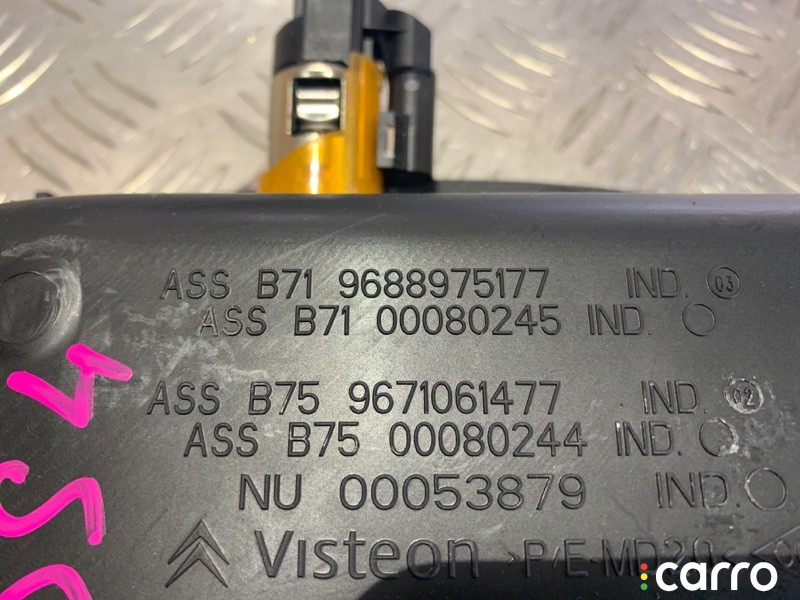 ASS B71 9688975177 IND. 03
ASS B71 00080245 IND.
ASS B75 9671061477 IND. 02
ASS B75 00080244 IND.
NU 00053879 IND.
Visteon >P/E-MD20<
carro